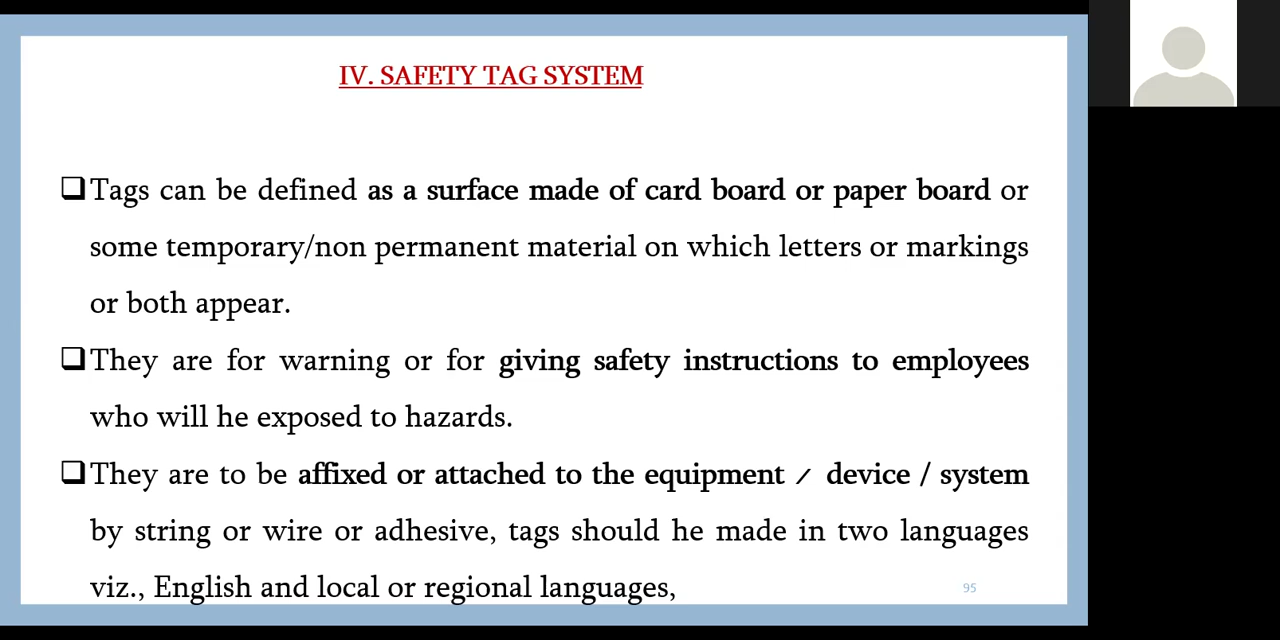 IV. SAFETY TAG SYSTEM
❑Tags can be defined as a surface made of card board or paper board or
some temporary/non permanent material on which letters or markings
or both appear.
❑They are for warning or for giving safety instructions to employees
who will he exposed to hazards.
❑They are to be affixed or attached to the equipment / device / system
by string or wire or adhesive, tags should he made in two languages
viz., English and local or regional languages,
95